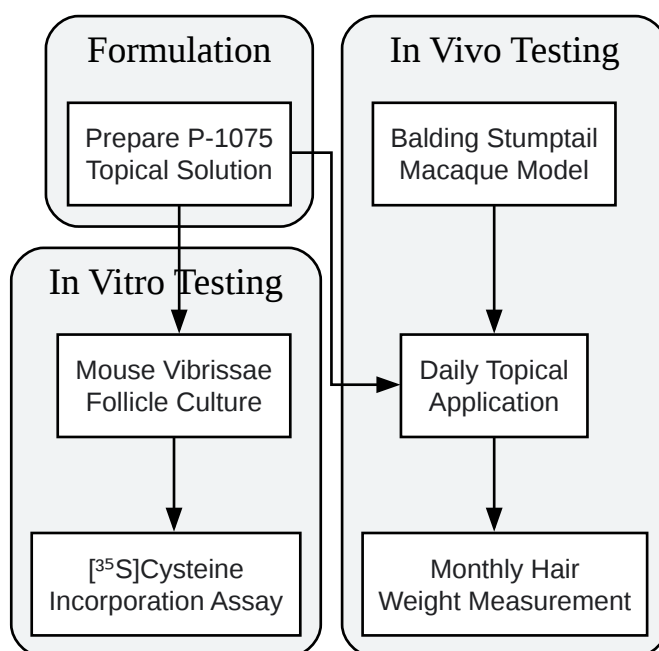 Formulation
Prepare P-1075
Topical Solution
In Vitro Testing
Mouse Vibrissae
Follicle Culture
[³⁵S]Cysteine
Incorporation Assay
In Vivo Testing
Balding Stumptail
Macaque Model
Daily Topical
Application
Monthly Hair
Weight Measurement